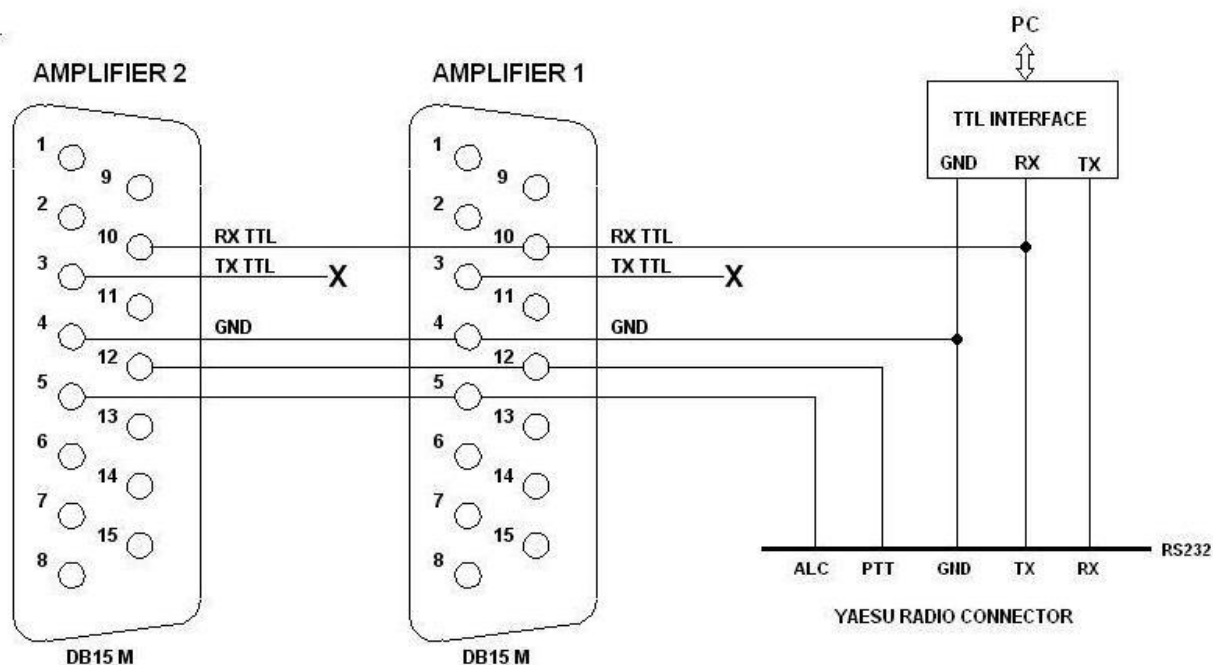 PC
AMPLIFIER 2
AMPLIFIER 1
TTL INTERFACE
GND RX TX
1
9
2
10
3
11
4
12
5
13
6
14
7
15
8
RX TTL
TX TTL
X
GND
DB15 M
1
9
2
10
3
11
4
12
5
13
6
14
7
15
8
RX TTL
TX TTL
X
GND
DB15 M
RS232
ALC PTT GND TX RX
YAESU RADIO CONNECTOR